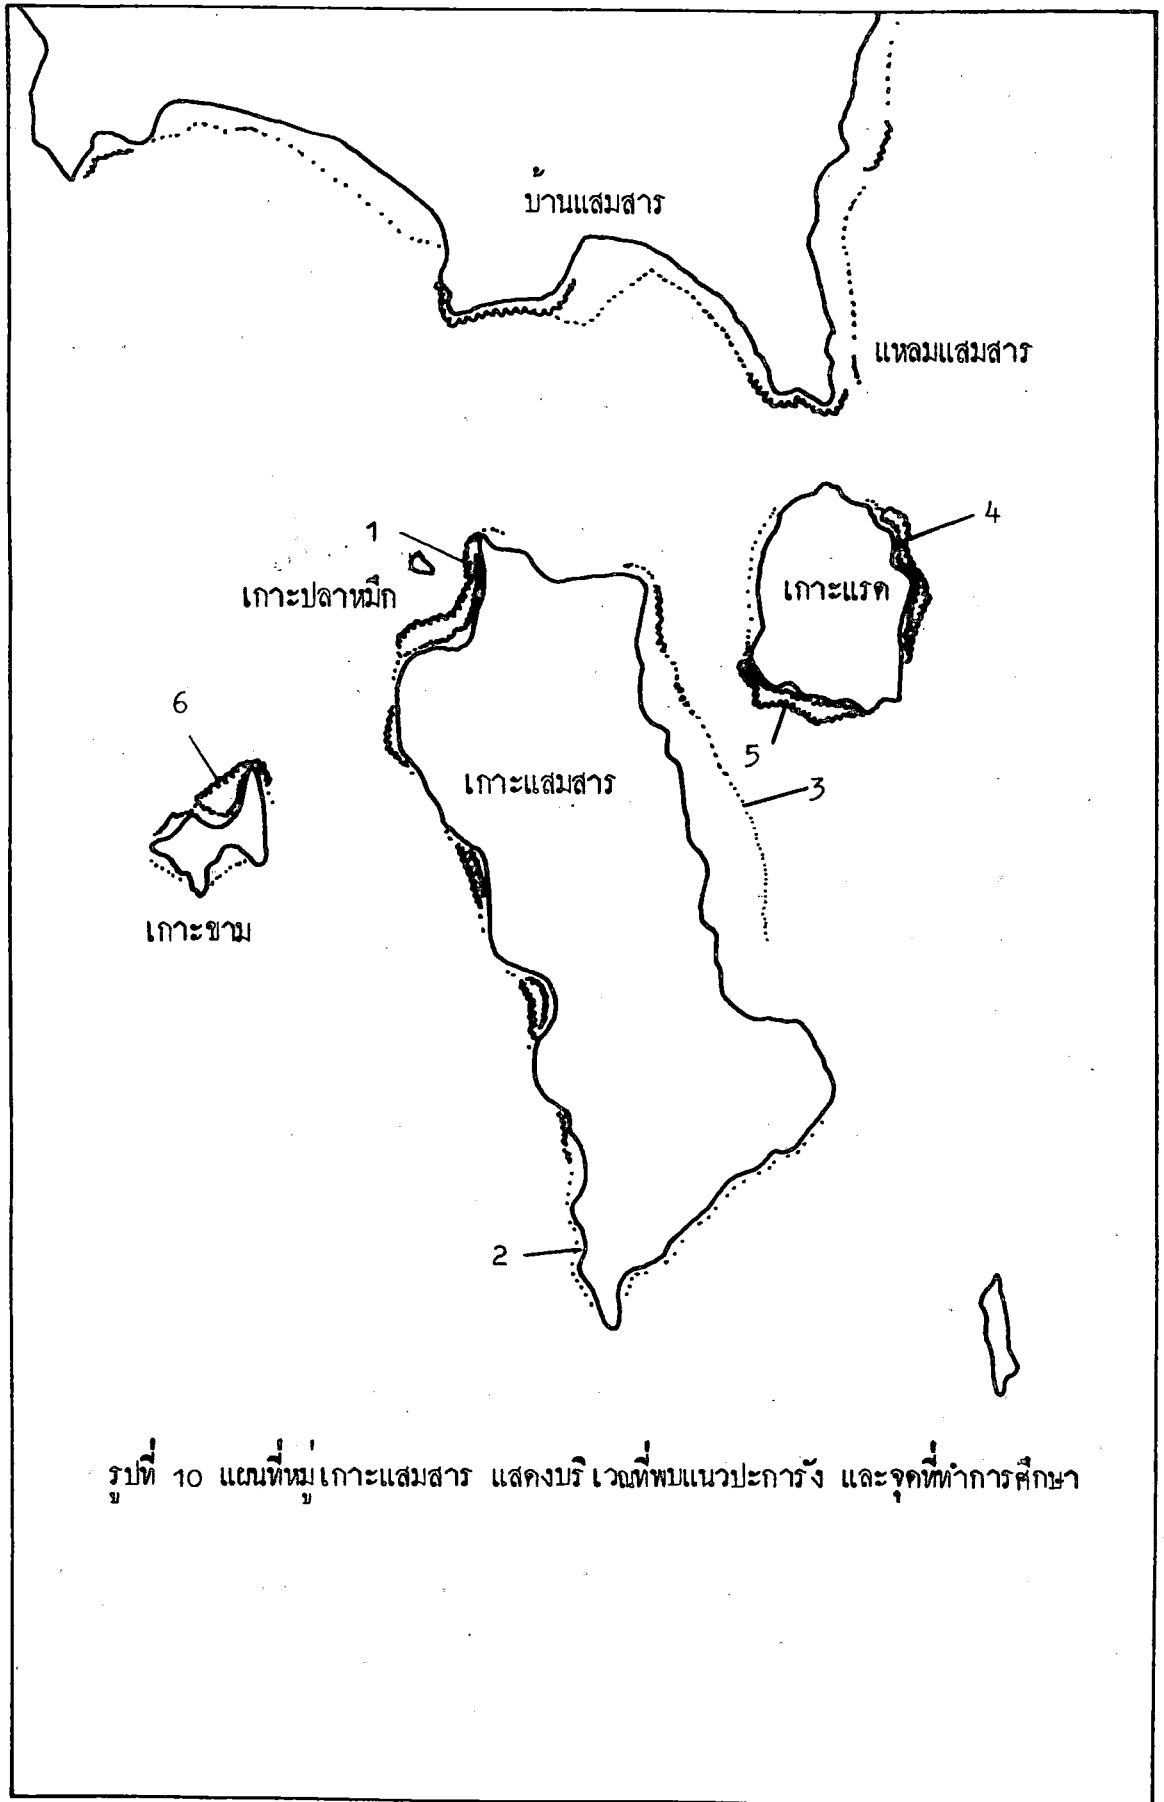 บ้านแสมสาร
แหลมแสมสาร
1
4
เกาะปลาหมึก
เกาะแรด
6
5
เกาะแสมสาร
3
เกาะขาม
2
รูปที่ 10 แผนที่หมู่เกาะแสมสาร แสดงบริเวณที่พบแนวปะการัง และจุดที่ทำการศึกษา